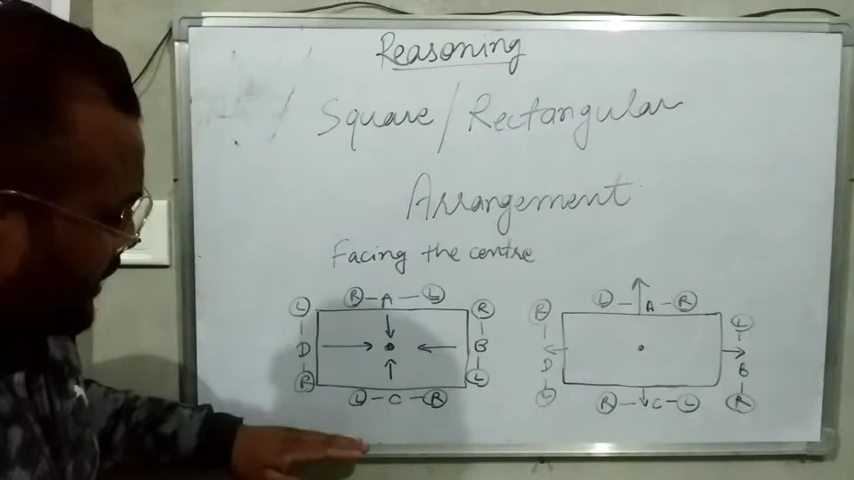 Reasoning
Square/Rectangular
Arrangement
Facing the centre
R - A - L
L - D - R
R - B - L
L - C - R
L - A - R
R - D - L
L - B - R
R - C - L